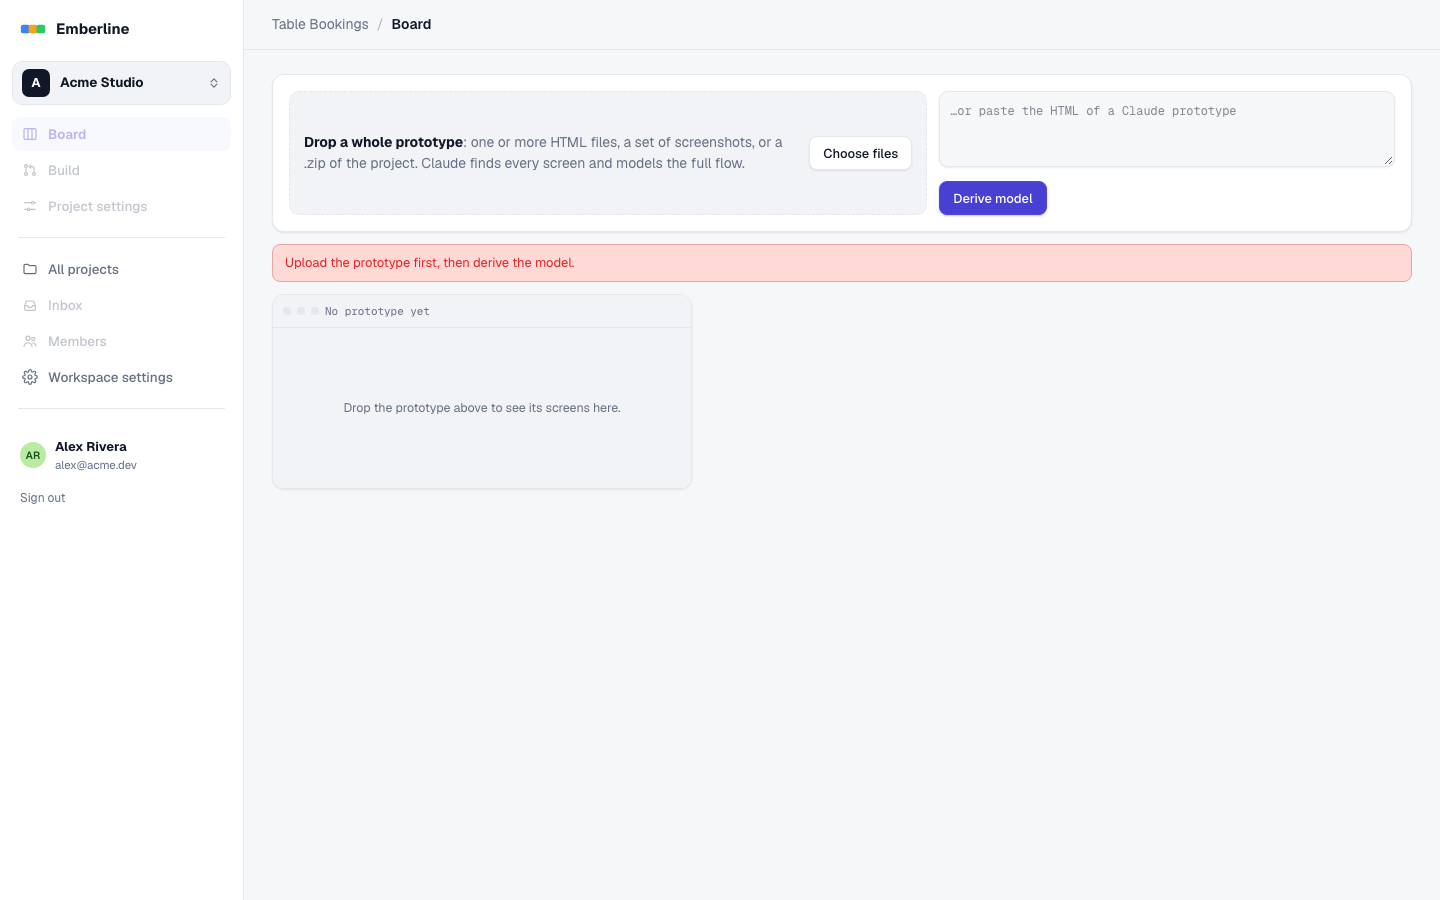 Emberline
A
Acme Studio
Board
Build
Project settings
All projects
Inbox
Members
Workspace settings
AR
Alex Rivera
alex@acme.dev
Sign out
Table Bookings / Board
Drop a whole prototype: one or more HTML files, a set of screenshots, or a
.zip of the project. Claude finds every screen and models the full flow.
Choose files
…or paste the HTML of a Claude prototype
Derive model
Upload the prototype first, then derive the model.
No prototype yet
Drop the prototype above to see its screens here.